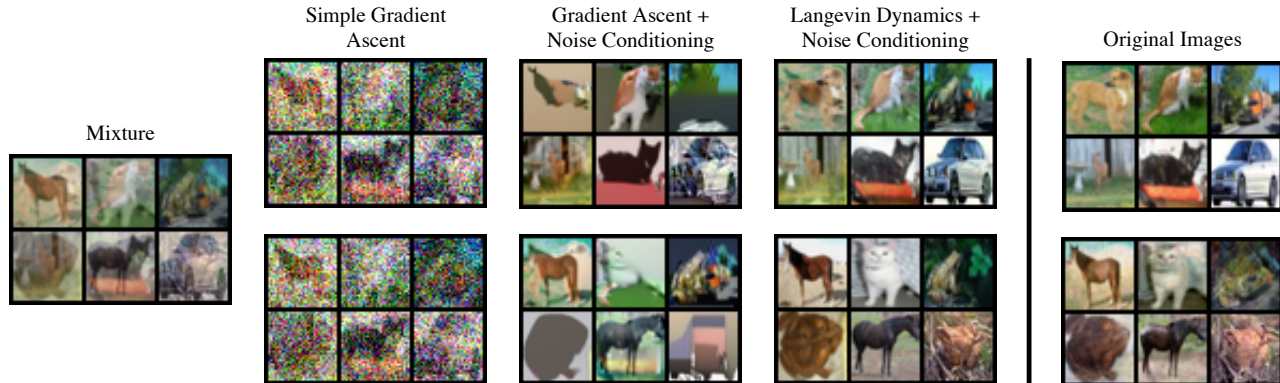 Simple Gradient
Ascent
Gradient Ascent +
Noise Conditioning
Langevin Dynamics +
Noise Conditioning
Original Images
Mixture